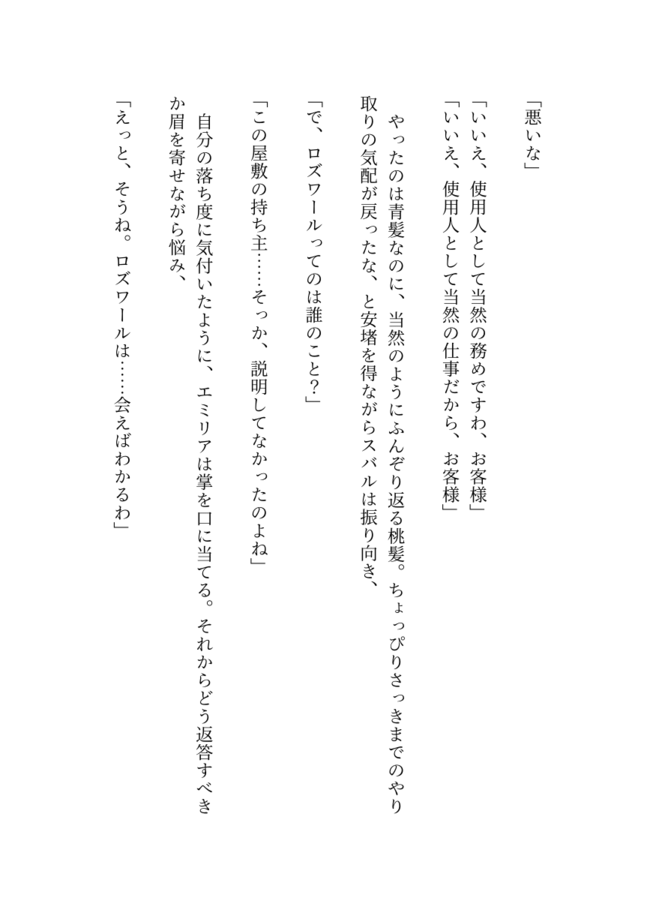 「悪いな」
「いいえ、使用人として当然の務めですわ、お客様」
「いいえ、使用人として当然の仕事だから、お客様」
　やったのは青髪なのに、当然のようにふんぞり返る桃髪。ちょっぴりさっきまでのやり
取りの気配が戻ったな、と安堵を得ながらスバルは振り向き、
「で、ロズワールってのは誰のこと？」
「この屋敷の持ち主……そっか、説明してなかったのよね」
　自分の落ち度に気付いたように、エミリアは掌を口に当てる。それからどう返答すべき
か眉を寄せながら悩み、
「えっと、そうね。ロズワールは……会えばわかるわ」